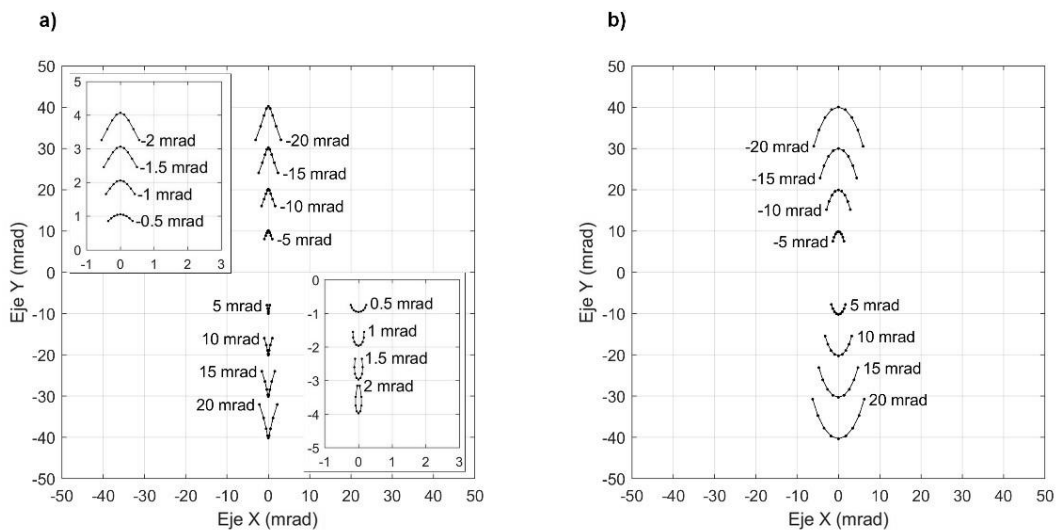 a)
50
40
30
20
10
0
-10
-20
-30
-40
-50
Eje Y (mrad)
-50 -40 -30 -20 -10 0 10 20 30 40 50
Eje X (mrad)
-20 mrad
-15 mrad
-10 mrad
-5 mrad
5 mrad
10 mrad
15 mrad
20 mrad
5
4
3
2
1
0
-1 0 1 2 3
-2 mrad
-1.5 mrad
-1 mrad
-0.5 mrad
0
-1
-2
-3
-4
-5
-1 0 1 2 3
0.5 mrad
1 mrad
1.5 mrad
2 mrad
b)
50
40
30
20
10
0
-10
-20
-30
-40
-50
Eje Y (mrad)
-50 -40 -30 -20 -10 0 10 20 30 40 50
Eje X (mrad)
-20 mrad
-15 mrad
-10 mrad
-5 mrad
5 mrad
10 mrad
15 mrad
20 mrad